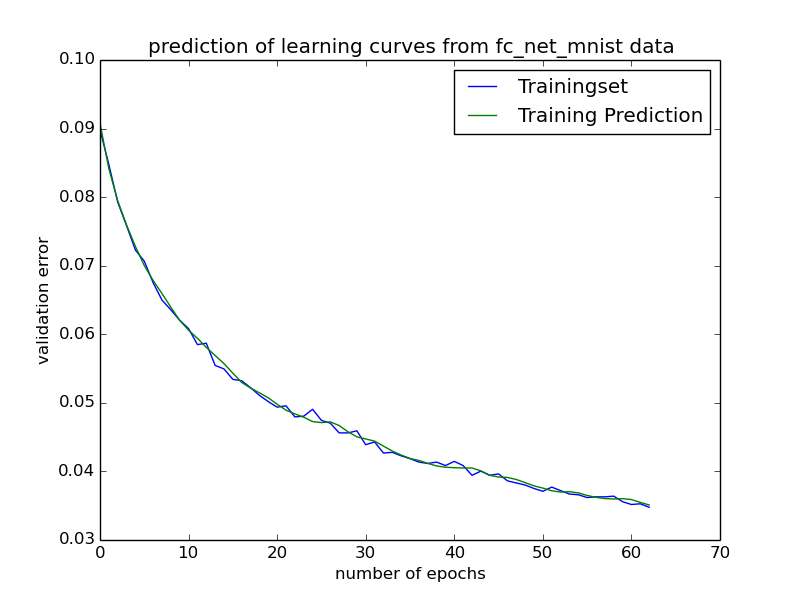 prediction of learning curves from fc_net_mnist data
0.10
0.09
0.08
0.07
0.06
0.05
0.04
0.03
validation error
Trainingset
Training Prediction
0 10 20 30 40 50 60 70
number of epochs